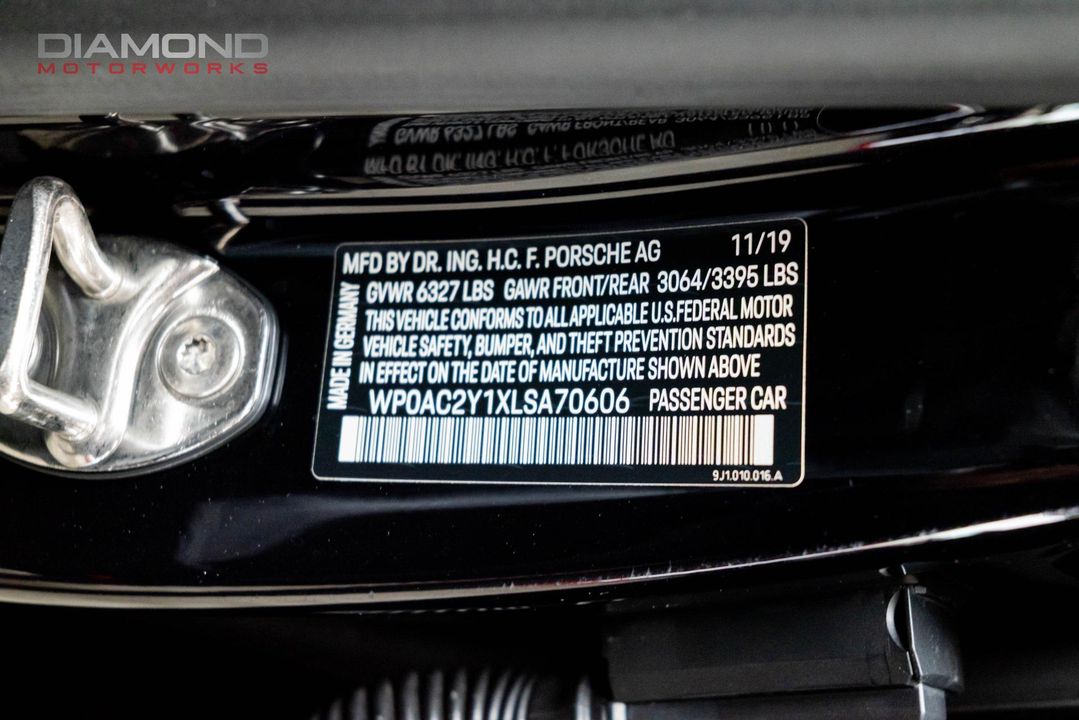 DIAMOND
MOTORWORKS
MFD BY DR. ING. H.C. F. PORSCHE AG 11/19
GVWR 6327 LBS GAWR FRONT/REAR 3064/3395 LBS
THIS VEHICLE CONFORMS TO ALL APPLICABLE U.S.FEDERAL MOTOR
VEHICLE SAFETY, BUMPER, AND THEFT PREVENTION STANDARDS
IN EFFECT ON THE DATE OF MANUFACTURE SHOWN ABOVE
MADE IN GERMANY
WP0AC2Y1XLSA70606 PASSENGER CAR
9J1.010.016.A